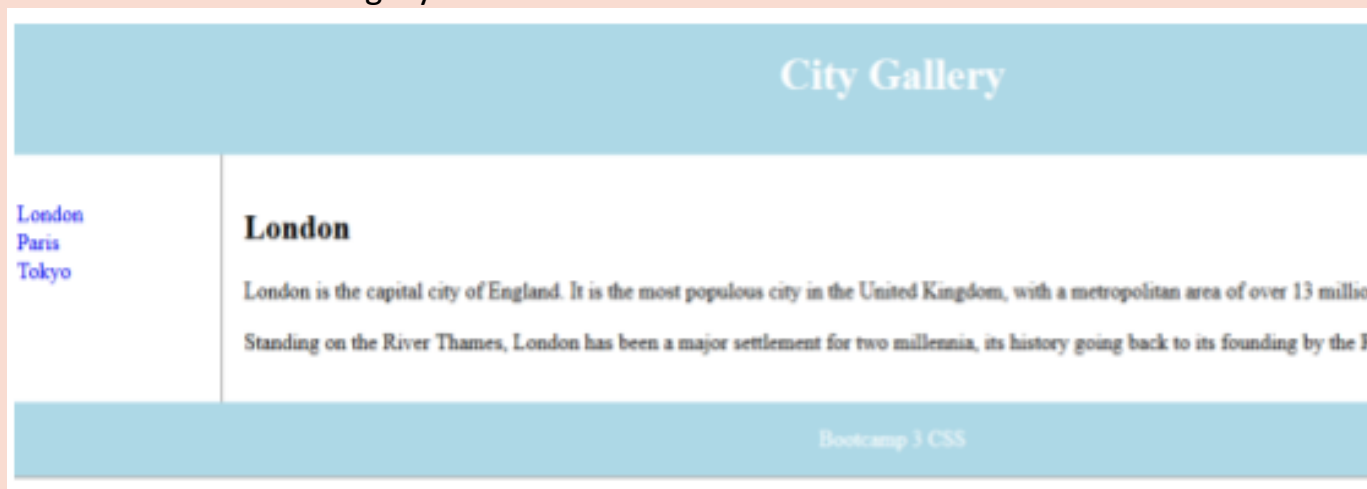 City Gallery
London
Paris
Tokyo
London
London is the capital city of England. It is the most populous city in the United Kingdom, with a metropolitan area of over 13 millio
Standing on the River Thames, London has been a major settlement for two millennia, its history going back to its founding by the
Bootcamp 3 CSS